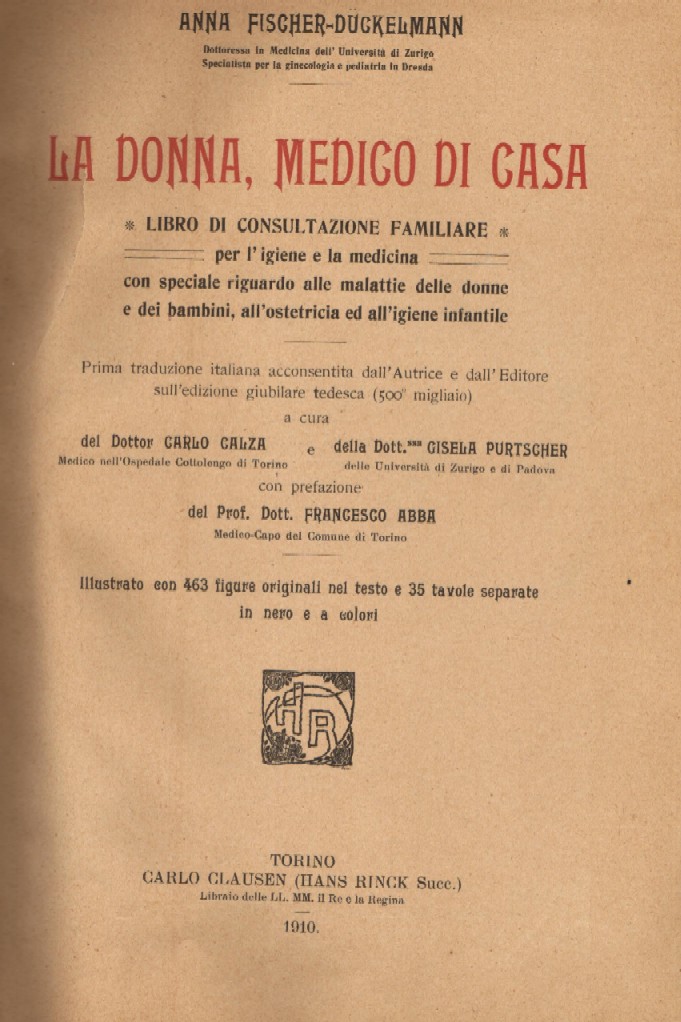 ANNA FISCHER-DÜCKELMANN
Dottoressa in Medicina dell' Università di Zurigo
Specialista per la ginecologia e pediatria in Dresda
LA DONNA, MEDICO DI CASA
* LIBRO DI CONSULTAZIONE FAMILIARE *
per l'igiene e la medicina
con speciale riguardo alle malattie delle donne
e dei bambini, all'ostetricia ed all'igiene infantile
Prima traduzione italiana acconsentita dall'Autrice e dall'Editore
sull'edizione giubilare tedesca (500° migliaio)
a cura
del Dottor CARLO CALZA e della Dott.ssa GISELA PURTSCHER
Medico nell'Ospedale Cottolengo di Torino delle Università di Zurigo e di Padova
con prefazione
del Prof. Dott. FRANCESCO ABBA
Medico-Capo del Comune di Torino
Illustrato con 463 figure originali nel testo e 35 tavole separate
in nero e a colori
HR
TORINO
CARLO CLAUSEN (HANS RINCK Succ.)
Libraio delle LL. MM. il Re e la Regina
1910.